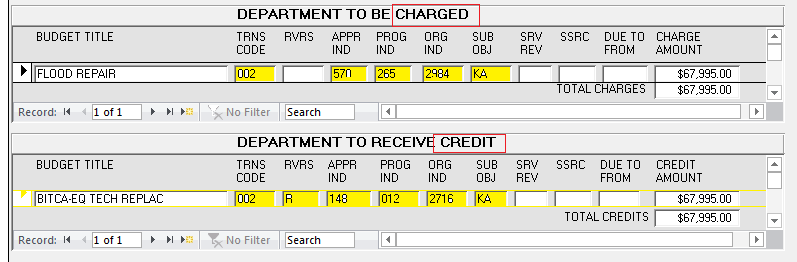 DEPARTMENT TO BE CHARGED
BUDGET TITLE TRNS CODE RVRS APPR IND PROG IND ORG IND SUB OBJ SRV REV SSRC DUE TO FROM CHARGE AMOUNT
FLOOD REPAIR 002 570 265 2984 KA $67,995.00
TOTAL CHARGES $67,995.00
Record: 1 of 1 No Filter Search
DEPARTMENT TO RECEIVE CREDIT
BUDGET TITLE TRNS CODE RVRS APPR IND PROG IND ORG IND SUB OBJ SRV REV SSRC DUE TO FROM CREDIT AMOUNT
BITCA-EQ TECH REPLAC 002 R 148 012 2716 KA $67,995.00
TOTAL CREDITS $67,995.00
Record: 1 of 1 No Filter Search